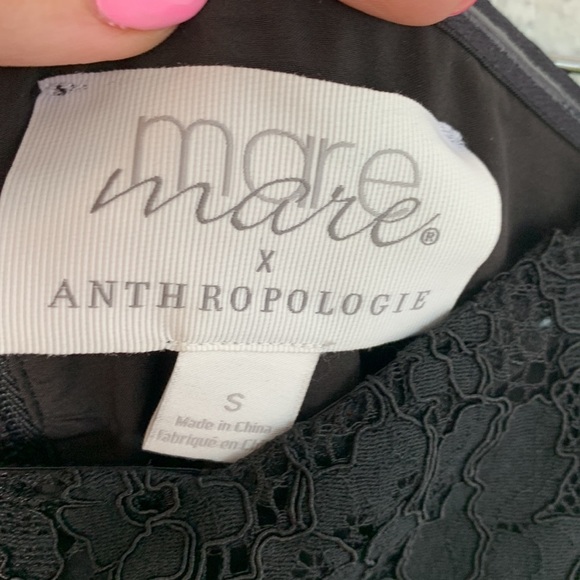 mare
mare®
X
ANTHROPOLOGIE
S
Made in China
Fabriqué en